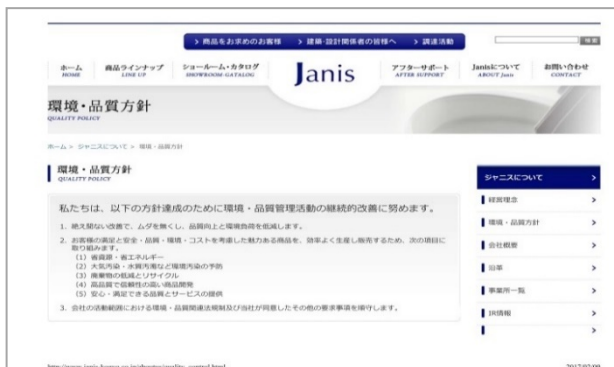 > 商品をお求めのお客様 > 建築・設計関係者の皆様へ > 調達活動
検索
ホーム 商品ラインナップ ショールーム・カタログ Janis アフターサポート Janisについて お問い合わせ
HOME LINE UP SHOWROOM·CATALOG AFTER SUPPORT ABOUT Janis CONTACT
環境・品質方針
QUALITY POLICY
ホーム > ジャニスについて > 環境・品質方針
環境・品質方針
QUALITY POLICY
私たちは、以下の方針達成のために環境・品質管理活動の継続的改善に努めます。
1. 絶え間ない改善で、ムダを無くし、品質向上と環境負荷を低減します。
2. お客様の満足と安全・品質・環境・コストを考慮した魅力ある商品を、効率よく生産し販売するため、次の項目に
取り組みます。
(1) 省資源・省エネルギー
(2) 大気汚染・水質汚濁など環境汚染の予防
(3) 廃棄物の低減とリサイクル
(4) 高品質で信頼性の高い商品開発
(5) 安心・満足できる品質とサービスの提供
3. 会社の活動範囲における環境・品質関連法規制及び当社が同意したその他の要求事項を順守します。
ジャニスについて >
経営理念 >
環境・品質方針 >
会社概要 >
沿革 >
事業所一覧 >
IR情報 >
>
2017/02/09